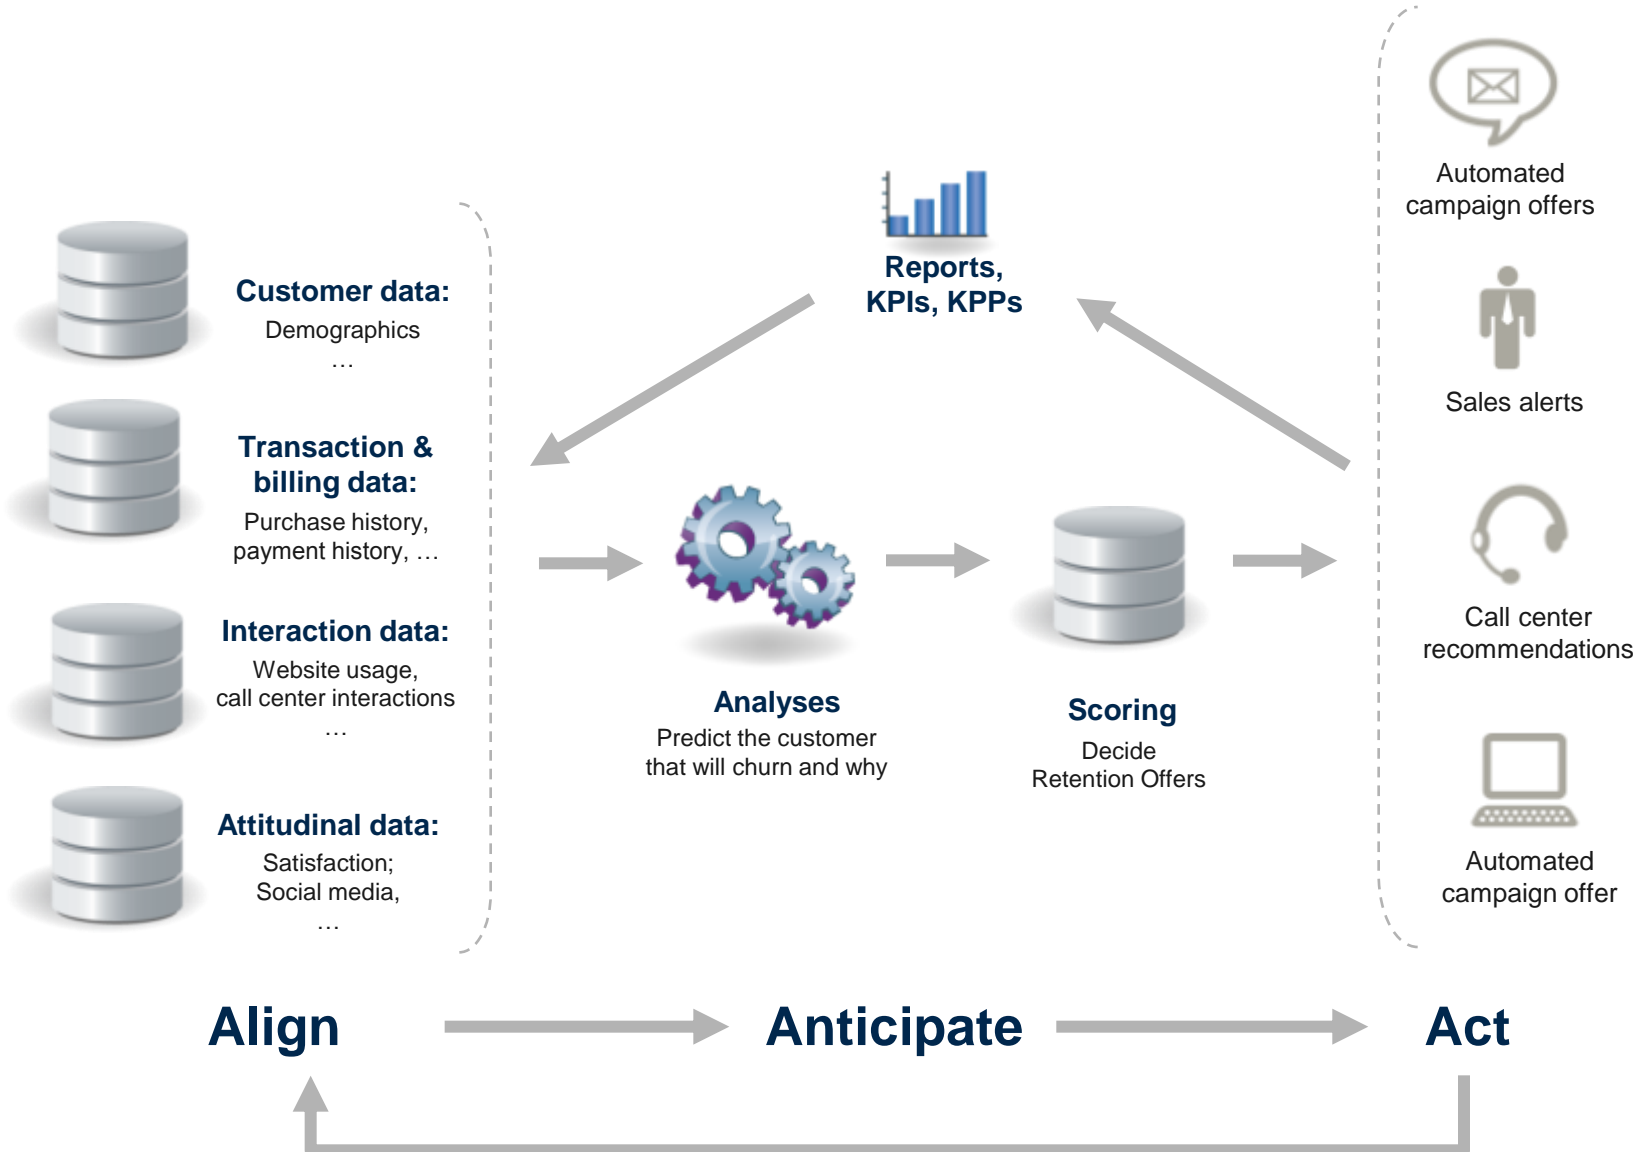 Customer data:
Demographics
…
Transaction &
billing data:
Purchase history,
payment history, …
Interaction data:
Website usage,
call center interactions
…
Attitudinal data:
Satisfaction;
Social media,
…
Reports,
KPIs, KPPs
Analyses
Predict the customer
that will churn and why
Scoring
Decide
Retention Offers
Automated
campaign offers
Sales alerts
Call center
recommendations
Automated
campaign offer
Align
Anticipate
Act